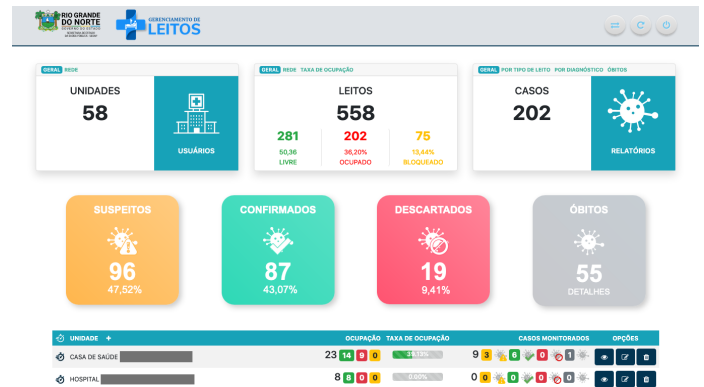 RIO GRANDE
DO NORTE
GOVERNO DO ESTADO
GERENCIAMENTO DE
LEITOS
GERAL REDE
UNIDADES
58
USUÁRIOS
GERAL REDE TAXA DE OCUPAÇÃO
LEITOS
558
281 202 75
50,36 36,20% 13,44%
LIVRE OCUPADO BLOQUEADO
GERAL POR TIPO DE LEITO POR DIAGNÓSTICO ÓBITOS
CASOS
202
RELATÓRIOS
SUSPEITOS
96
47,52%
CONFIRMADOS
87
43,07%
DESCARTADOS
19
9,41%
ÓBITOS
55
DETALHES
UNIDADE + OCUPAÇÃO TAXA DE OCUPAÇÃO CASOS MONITORADOS OPÇÕES
CASA DE SAÚDE 23 14 9 0 39,13% 9 3 6 0 1
HOSPITAL 8 8 0 0 0.00% 0 0 0 0 0